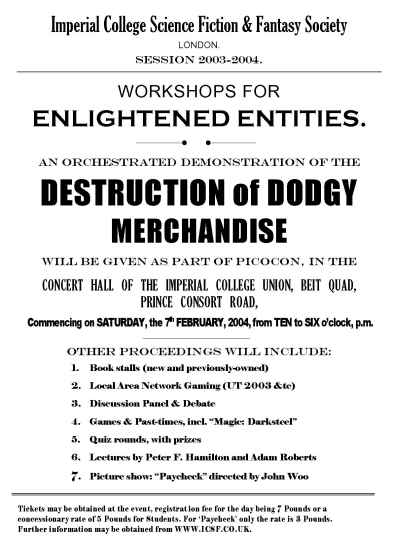 Imperial College Science Fiction & Fantasy Society
LONDON.
SESSION 2003-2004.
WORKSHOPS FOR
ENLIGHTENED ENTITIES.
AN ORCHESTRATED DEMONSTRATION OF THE
DESTRUCTION of DODGY
MERCHANDISE
WILL BE GIVEN AS PART OF PICOCON, IN THE
CONCERT HALL OF THE IMPERIAL COLLEGE UNION, BEIT QUAD,
PRINCE CONSORT ROAD,
Commencing on SATURDAY, the 7th FEBRUARY, 2004, from TEN to SIX o'clock, p.m.
OTHER PROCEEDINGS WILL INCLUDE:
1. Book stalls (new and previously-owned)
2. Local Area Network Gaming (UT 2003 &tc)
3. Discussion Panel & Debate
4. Games & Past-times, incl. "Magic: Darksteel"
5. Quiz rounds, with prizes
6. Lectures by Peter F. Hamilton and Adam Roberts
7. Picture show: "Paycheck" directed by John Woo
Tickets may be obtained at the event, registration fee for the day being 7 Pounds or a
concessionary rate of 5 Pounds for Students. For 'Paycheck' only the rate is 3 Pounds.
Further information may be obtained from WWW.ICSF.CO.UK.